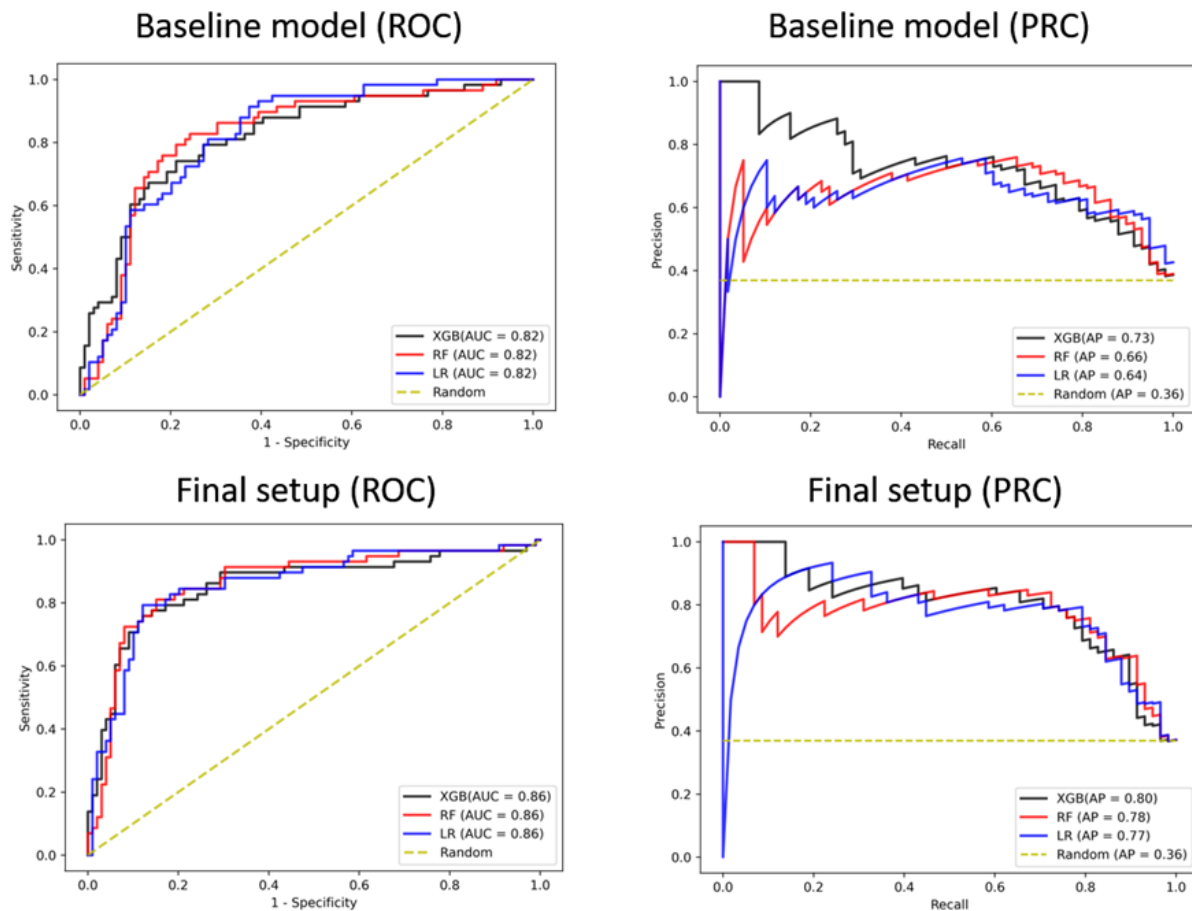 Baseline model (ROC)
1.0
0.8
0.6
0.4
0.2
0.0
Sensitivity
0.0 0.2 0.4 0.6 0.8 1.0
1 - Specificity
XGB(AUC = 0.82)
RF (AUC = 0.82)
LR (AUC = 0.82)
Random
Baseline model (PRC)
1.0
0.8
0.6
0.4
0.2
0.0
Precision
0.0 0.2 0.4 0.6 0.8 1.0
Recall
XGB(AP = 0.73)
RF (AP = 0.66)
LR (AP = 0.64)
Random (AP = 0.36)
Final setup (ROC)
1.0
0.8
0.6
0.4
0.2
0.0
Sensitivity
0.0 0.2 0.4 0.6 0.8 1.0
1 - Specificity
XGB(AUC = 0.86)
RF (AUC = 0.86)
LR (AUC = 0.86)
Random
Final setup (PRC)
1.0
0.8
0.6
0.4
0.2
0.0
Precision
0.0 0.2 0.4 0.6 0.8 1.0
Recall
XGB(AP = 0.80)
RF (AP = 0.78)
LR (AP = 0.77)
Random (AP = 0.36)